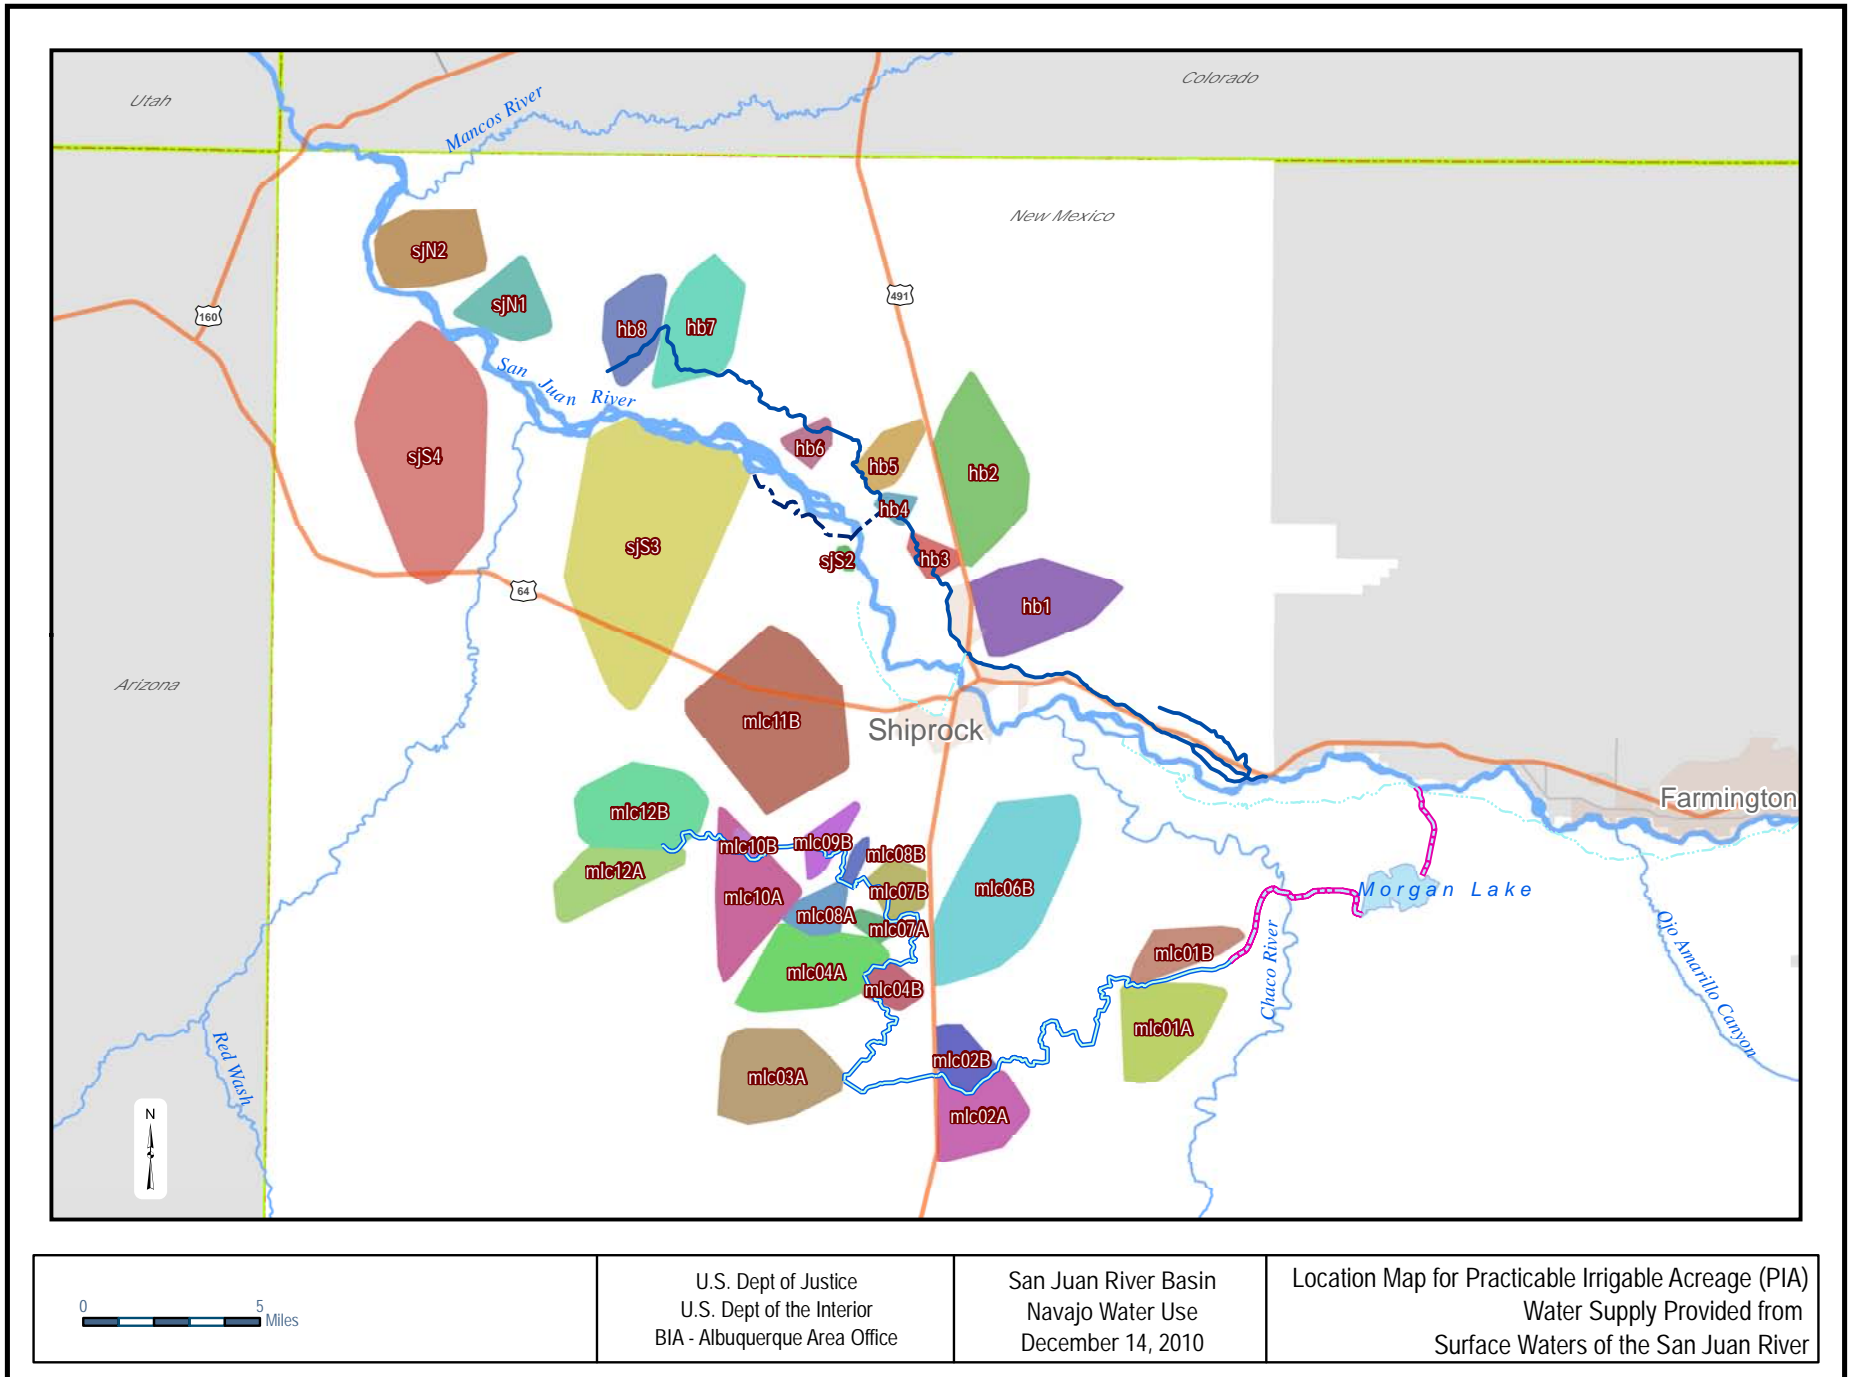 Utah
Colorado
Mancos River
New Mexico
sjN2
sjN1
160
491
hb8
hb7
San Juan River
sjS4
hb6
hb5
hb2
hb4
sjS3
sjS2
hb3
64
hb1
Arizona
mlc11B
Shiprock
Farmington
mlc12B
mlc10B
mlc09B
mlc08B
mlc12A
mlc10A
mlc07B
mlc06B
Morgan Lake
mlc08A
mlc07A
mlc01B
Chaco River
Ojo Amarillo Canyon
mlc04A
mlc04B
mlc01A
Red Wash
mlc03A
mlc02B
mlc02A
N
0 5
Miles
U.S. Dept of Justice
U.S. Dept of the Interior
BIA - Albuquerque Area Office
San Juan River Basin
Navajo Water Use
December 14, 2010
Location Map for Practicable Irrigable Acreage (PIA)
Water Supply Provided from
Surface Waters of the San Juan River